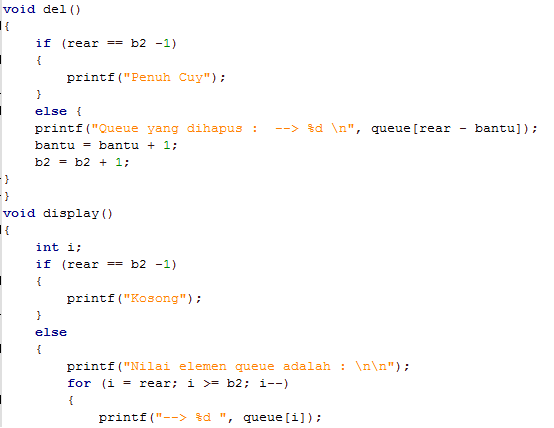 void del()
{
    if (rear == b2 -1)
    {
        printf("Penuh Cuy");
    }
    else {
    printf("Queue yang dihapus :  --> %d \n", queue[rear - bantu]);
    bantu = bantu + 1;
    b2 = b2 + 1;
}
}
void display()
{
    int i;
    if (rear == b2 -1)
    {
        printf("Kosong");
    }
    else
    {
        printf("Nilai elemen queue adalah : \n\n");
        for (i = rear; i >= b2; i--)
        {
            printf("--> %d ", queue[i]);